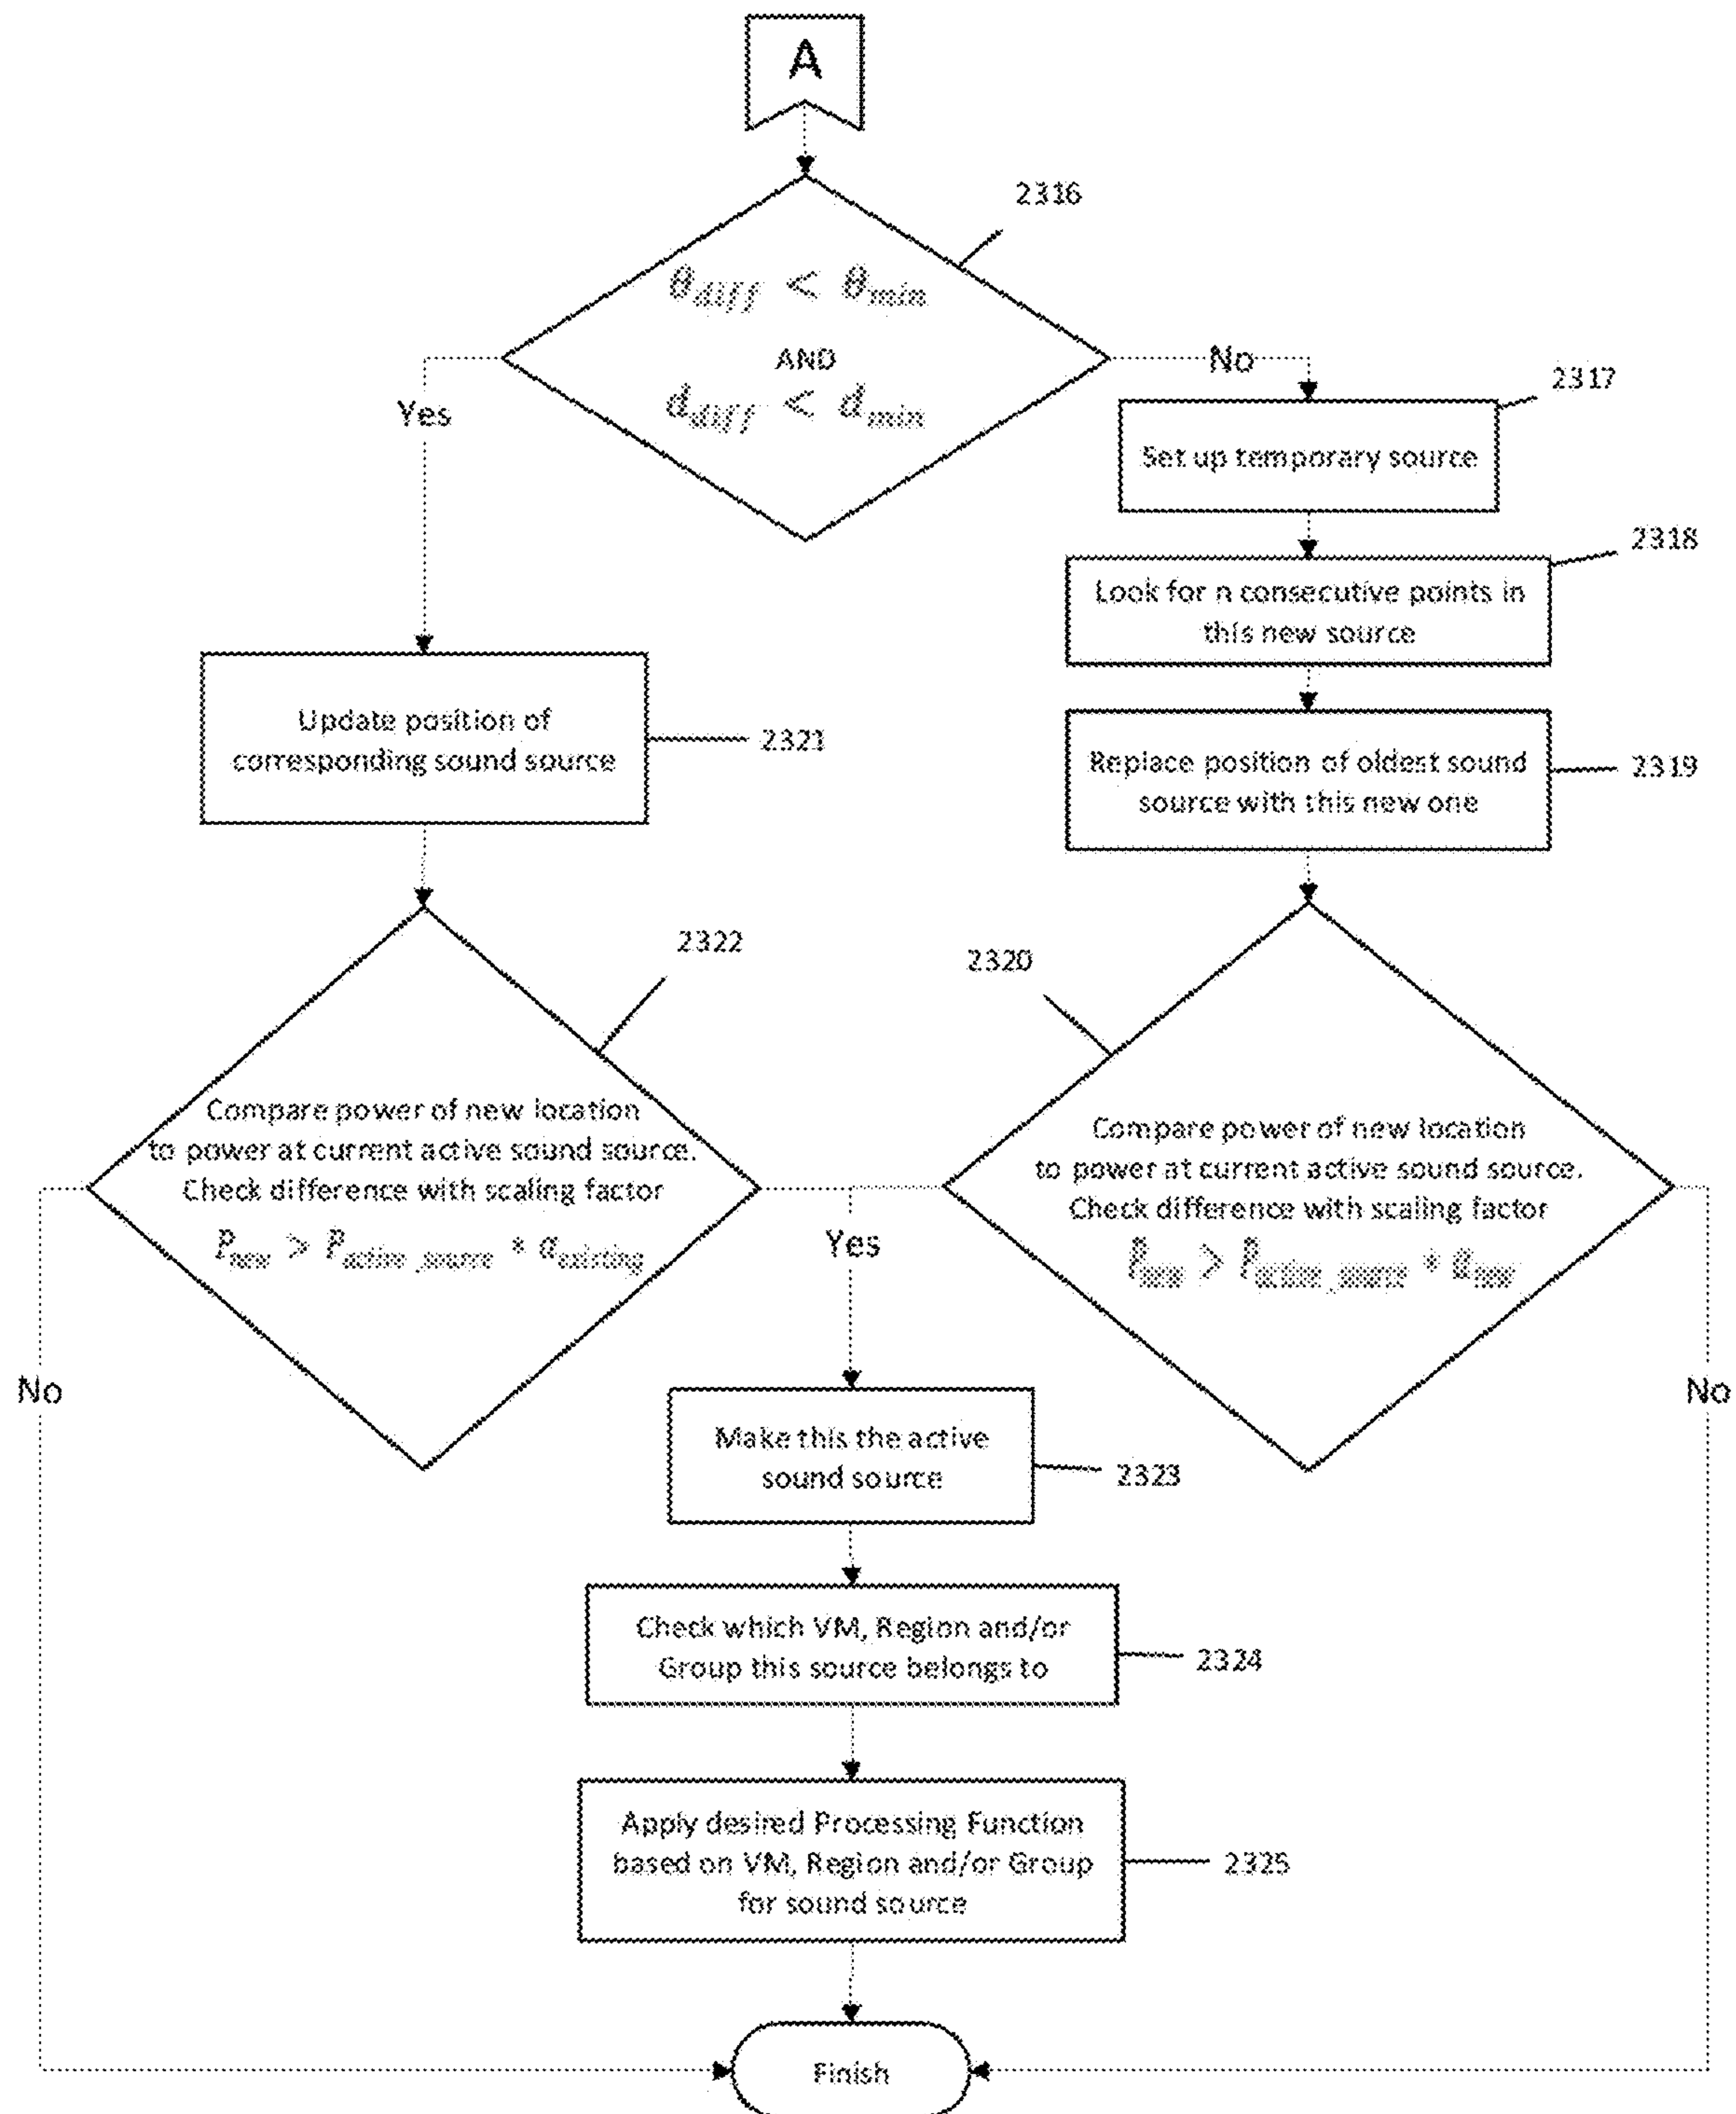 A
2316
θdiff < θmin
AND
ddiff < dmin
No
Yes
2317
Set up temporary source
2318
Look for n consecutive points in
this new source
2319
Replace position of oldest sound
source with this new one
Update position of
corresponding sound source
2321
2322
2320
Compare power of new location
to power at current active sound source.
Check difference with scaling factor
Pnew > Pactive_source * αexisting
Compare power of new location
to power at current active sound source.
Check difference with scaling factor
Pnew > Pactive_source * αnew
Yes
No
No
Make this the active
sound source
2323
Check which VM, Region and/or
Group this source belongs to
2324
Apply desired Processing Function
based on VM, Region and/or Group
for sound source
2325
Finish